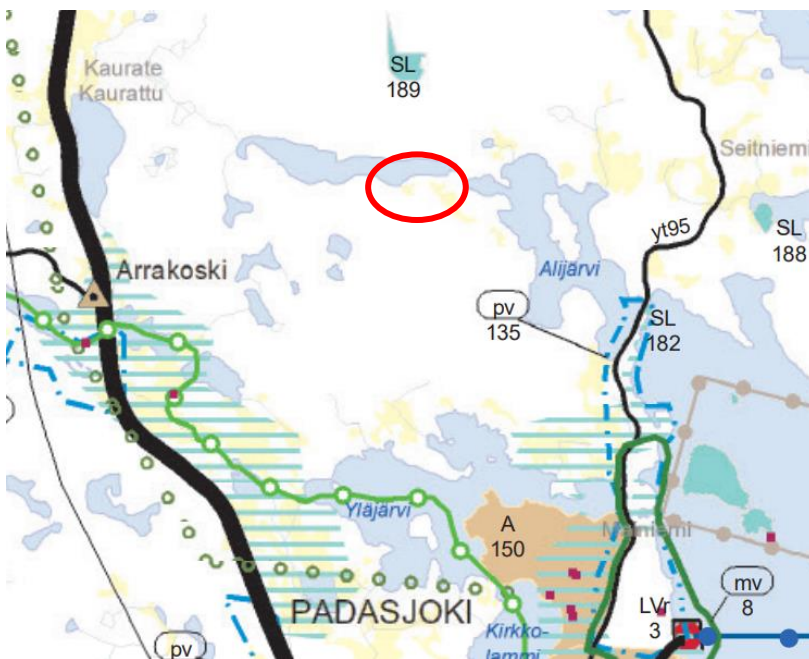 Kaurate
Kaurattu
SL
189
Seitniemi
yt95
SL
188
Arrakoski
Alijärvi
pv
135
SL
182
Yläjärvi
A
150
PADASJOKI
LVr
3
mv
8
Kirkko-
lammi
pv